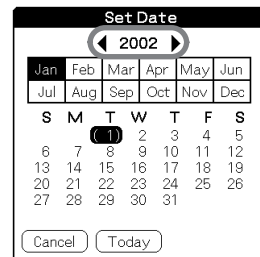 Set Date
2002
Jan Feb Mar Apr May Jun
Jul Aug Sep Oct Nov Dec
S M T W T F S
1 2 3 4 5
6 7 8 9 10 11 12
13 14 15 16 17 18 19
20 21 22 23 24 25 26
27 28 29 30 31
Cancel Today